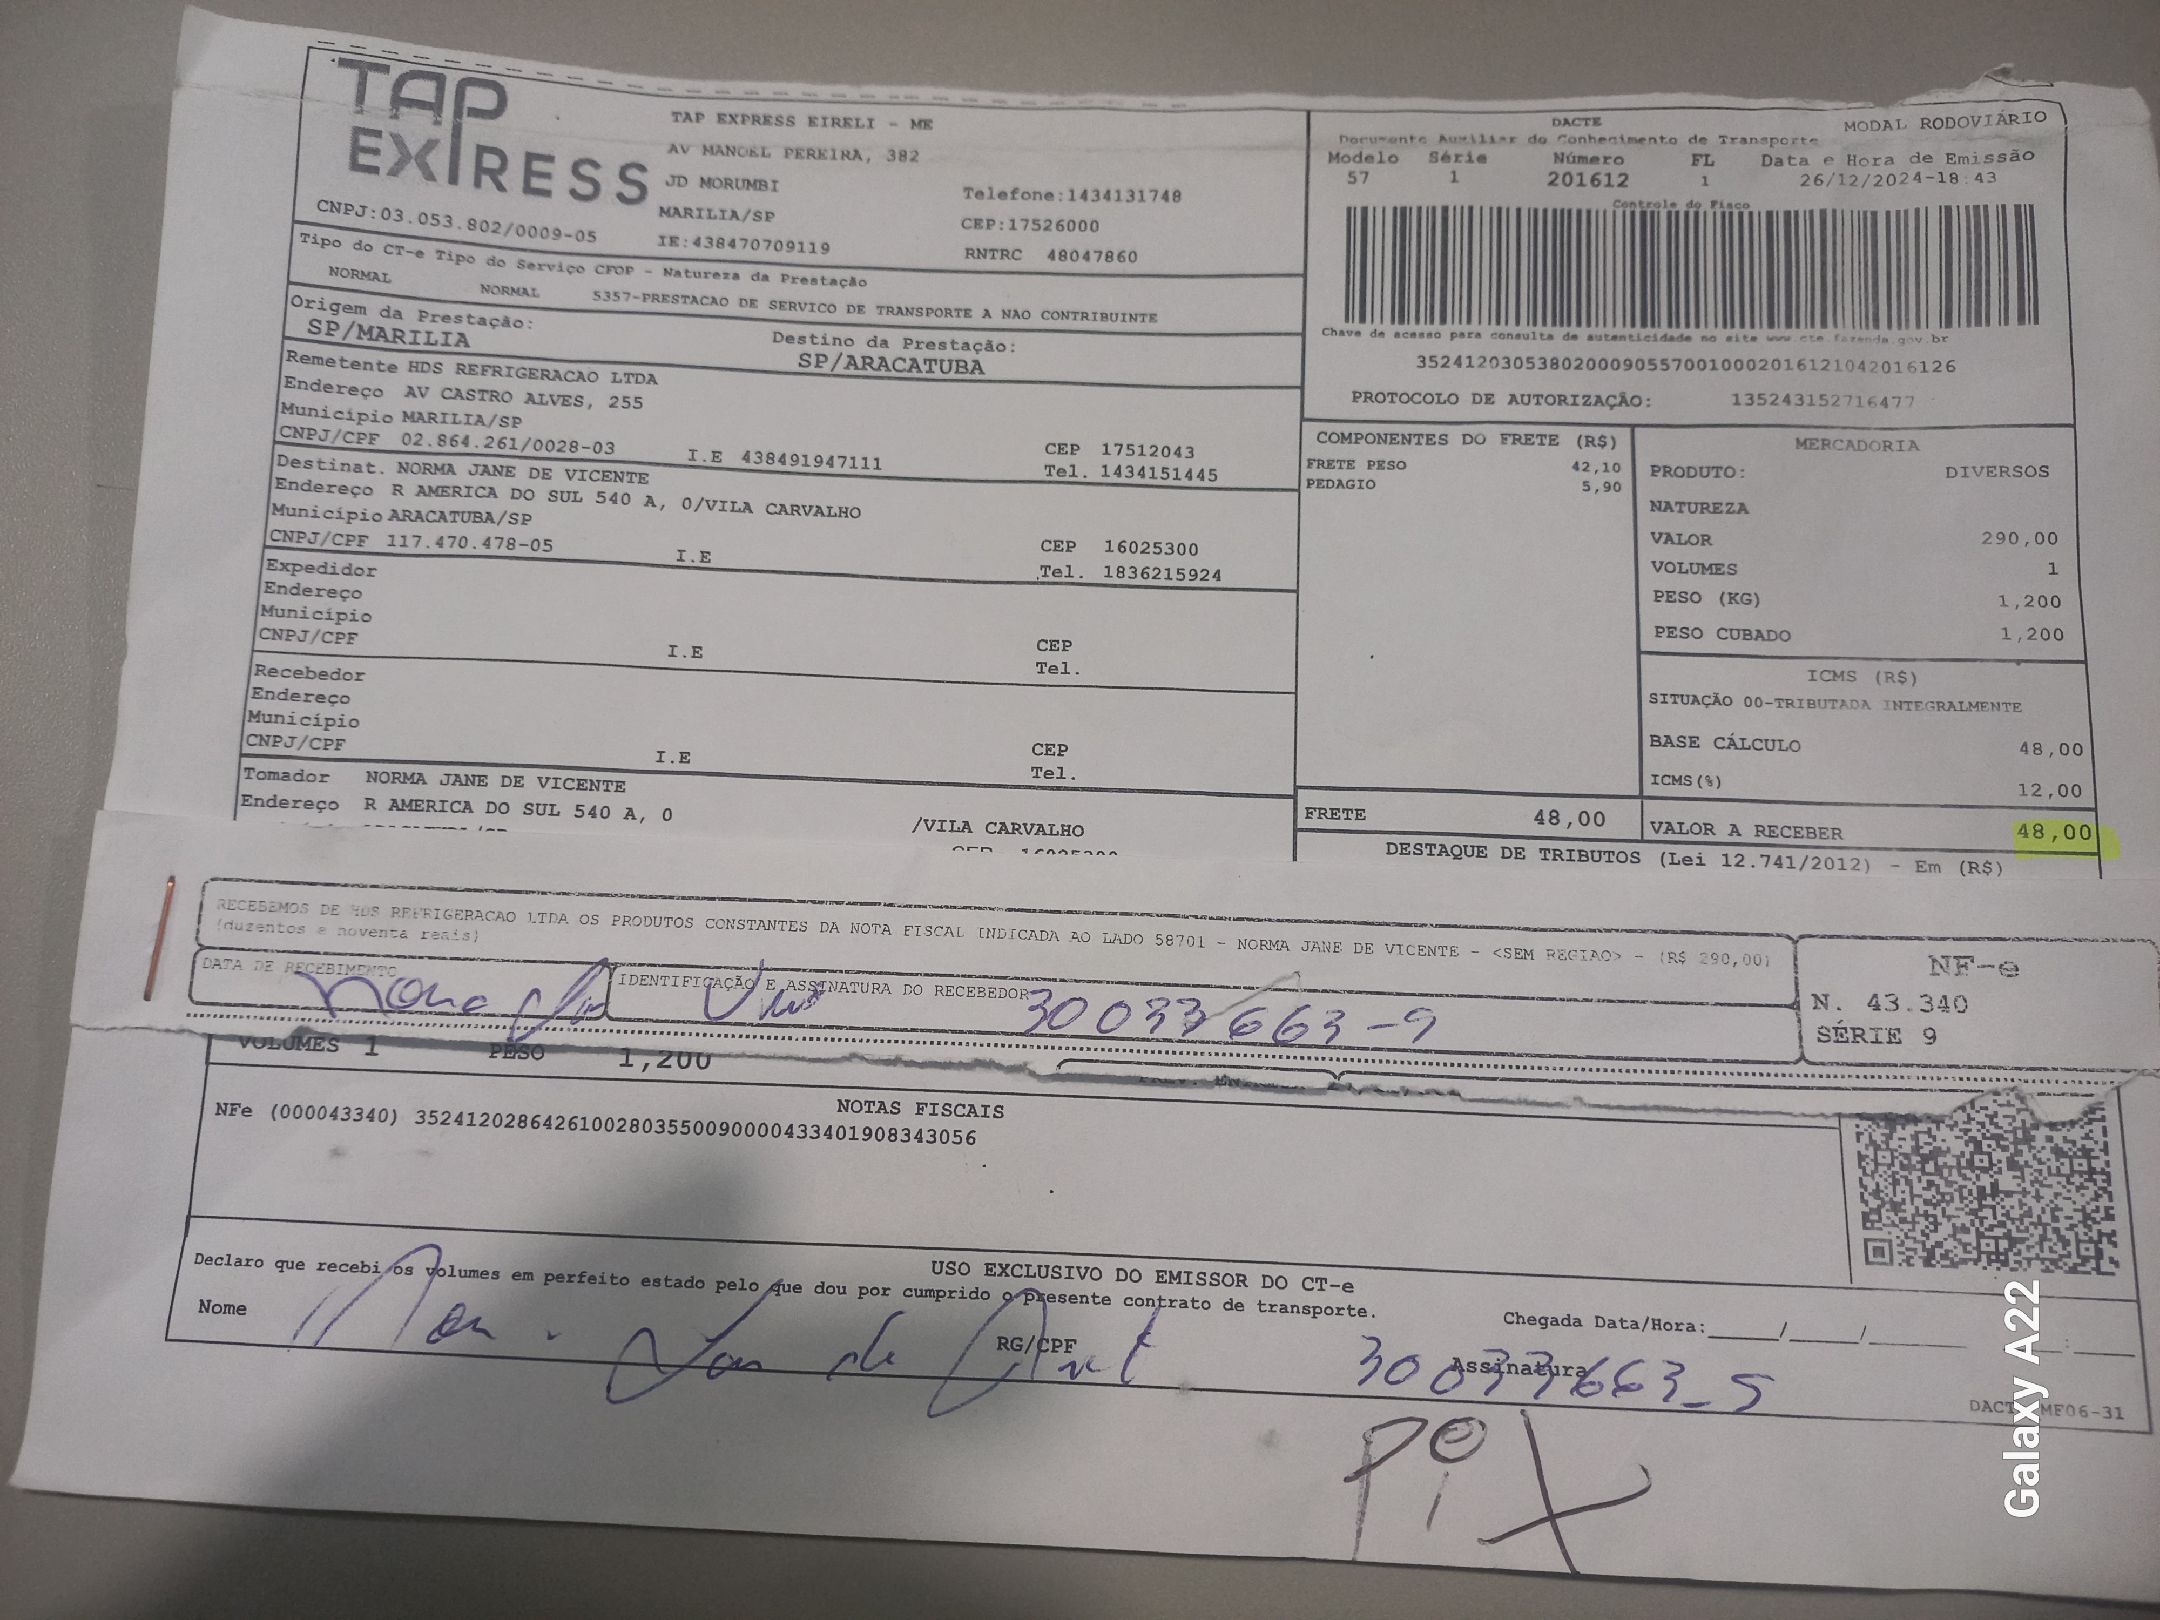 TAP
EXPRESS
CNPJ:03.053.802/0009-05
TAP EXPRESS EIRELI - ME
AV MANOEL PEREIRA, 382
JD MORUMBI
MARILIA/SP
IE:438470709119
Telefone:1434131748
CEP:17526000
RNTRC 48047860
DACTE MODAL RODOVIÁRIO
Documento Auxiliar do Conhecimento de Transporte
Modelo Série Número FL Data e Hora de Emissão
57 1 201612 1 26/12/2024-18:43
Controle do Fisco
Chave de acesso para consulta de autenticidade no site www.cte.fazenda.gov.br
35241203053802000905570010002016121042016126
PROTOCOLO DE AUTORIZAÇÃO: 135243152716477
Tipo do CT-e Tipo do Serviço CFOP - Natureza da Prestação
NORMAL NORMAL 5357-PRESTACAO DE SERVICO DE TRANSPORTE A NAO CONTRIBUINTE
Origem da Prestação: Destino da Prestação:
SP/MARILIA SP/ARACATUBA
Remetente HDS REFRIGERACAO LTDA
Endereço AV CASTRO ALVES, 255
Município MARILIA/SP CEP 17512043
CNPJ/CPF 02.864.261/0028-03 I.E 438491947111 Tel. 1434151445
Destinat. NORMA JANE DE VICENTE
Endereço R AMERICA DO SUL 540 A, 0/VILA CARVALHO
Município ARACATUBA/SP CEP 16025300
CNPJ/CPF 117.470.478-05 I.E Tel. 1836215924
Expedidor
Endereço
Município CEP
CNPJ/CPF I.E Tel.
Recebedor
Endereço
Município CEP
CNPJ/CPF I.E Tel.
Tomador NORMA JANE DE VICENTE
Endereço R AMERICA DO SUL 540 A, 0 /VILA CARVALHO
CEP 16025300
COMPONENTES DO FRETE (R$)
FRETE PESO 42,10
PEDAGIO 5,90
FRETE 48,00
MERCADORIA
PRODUTO: DIVERSOS
NATUREZA
VALOR 290,00
VOLUMES 1
PESO (KG) 1,200
PESO CUBADO 1,200
ICMS (R$)
SITUAÇÃO 00-TRIBUTADA INTEGRALMENTE
BASE CÁLCULO 48,00
ICMS(%) 12,00
VALOR A RECEBER 48,00
DESTAQUE DE TRIBUTOS (Lei 12.741/2012) - Em (R$)
RECEBEMOS DE HDS REFRIGERACAO LTDA OS PRODUTOS CONSTANTES DA NOTA FISCAL INDICADA AO LADO 58701 - NORMA JANE DE VICENTE - <SEM REGIAO> - (R$ 290,00)
(duzentos e noventa reais)
DATA DE RECEBIMENTO IDENTIFICAÇÃO E ASSINATURA DO RECEBEDOR
30 033 663-9
NF-e
N. 43.340
SÉRIE 9
VOLUMES 1 PESO 1,200
NOTAS FISCAIS
NFe (000043340) 35241202864261002803550090000433401908343056
USO EXCLUSIVO DO EMISSOR DO CT-e
Declaro que recebi os volumes em perfeito estado pelo que dou por cumprido o presente contrato de transporte.
Nome RG/CPF Assinatura Chegada Data/Hora:_____/_____/
30 033 663-9
DACTE MF06-31
Pix
Galaxy A22